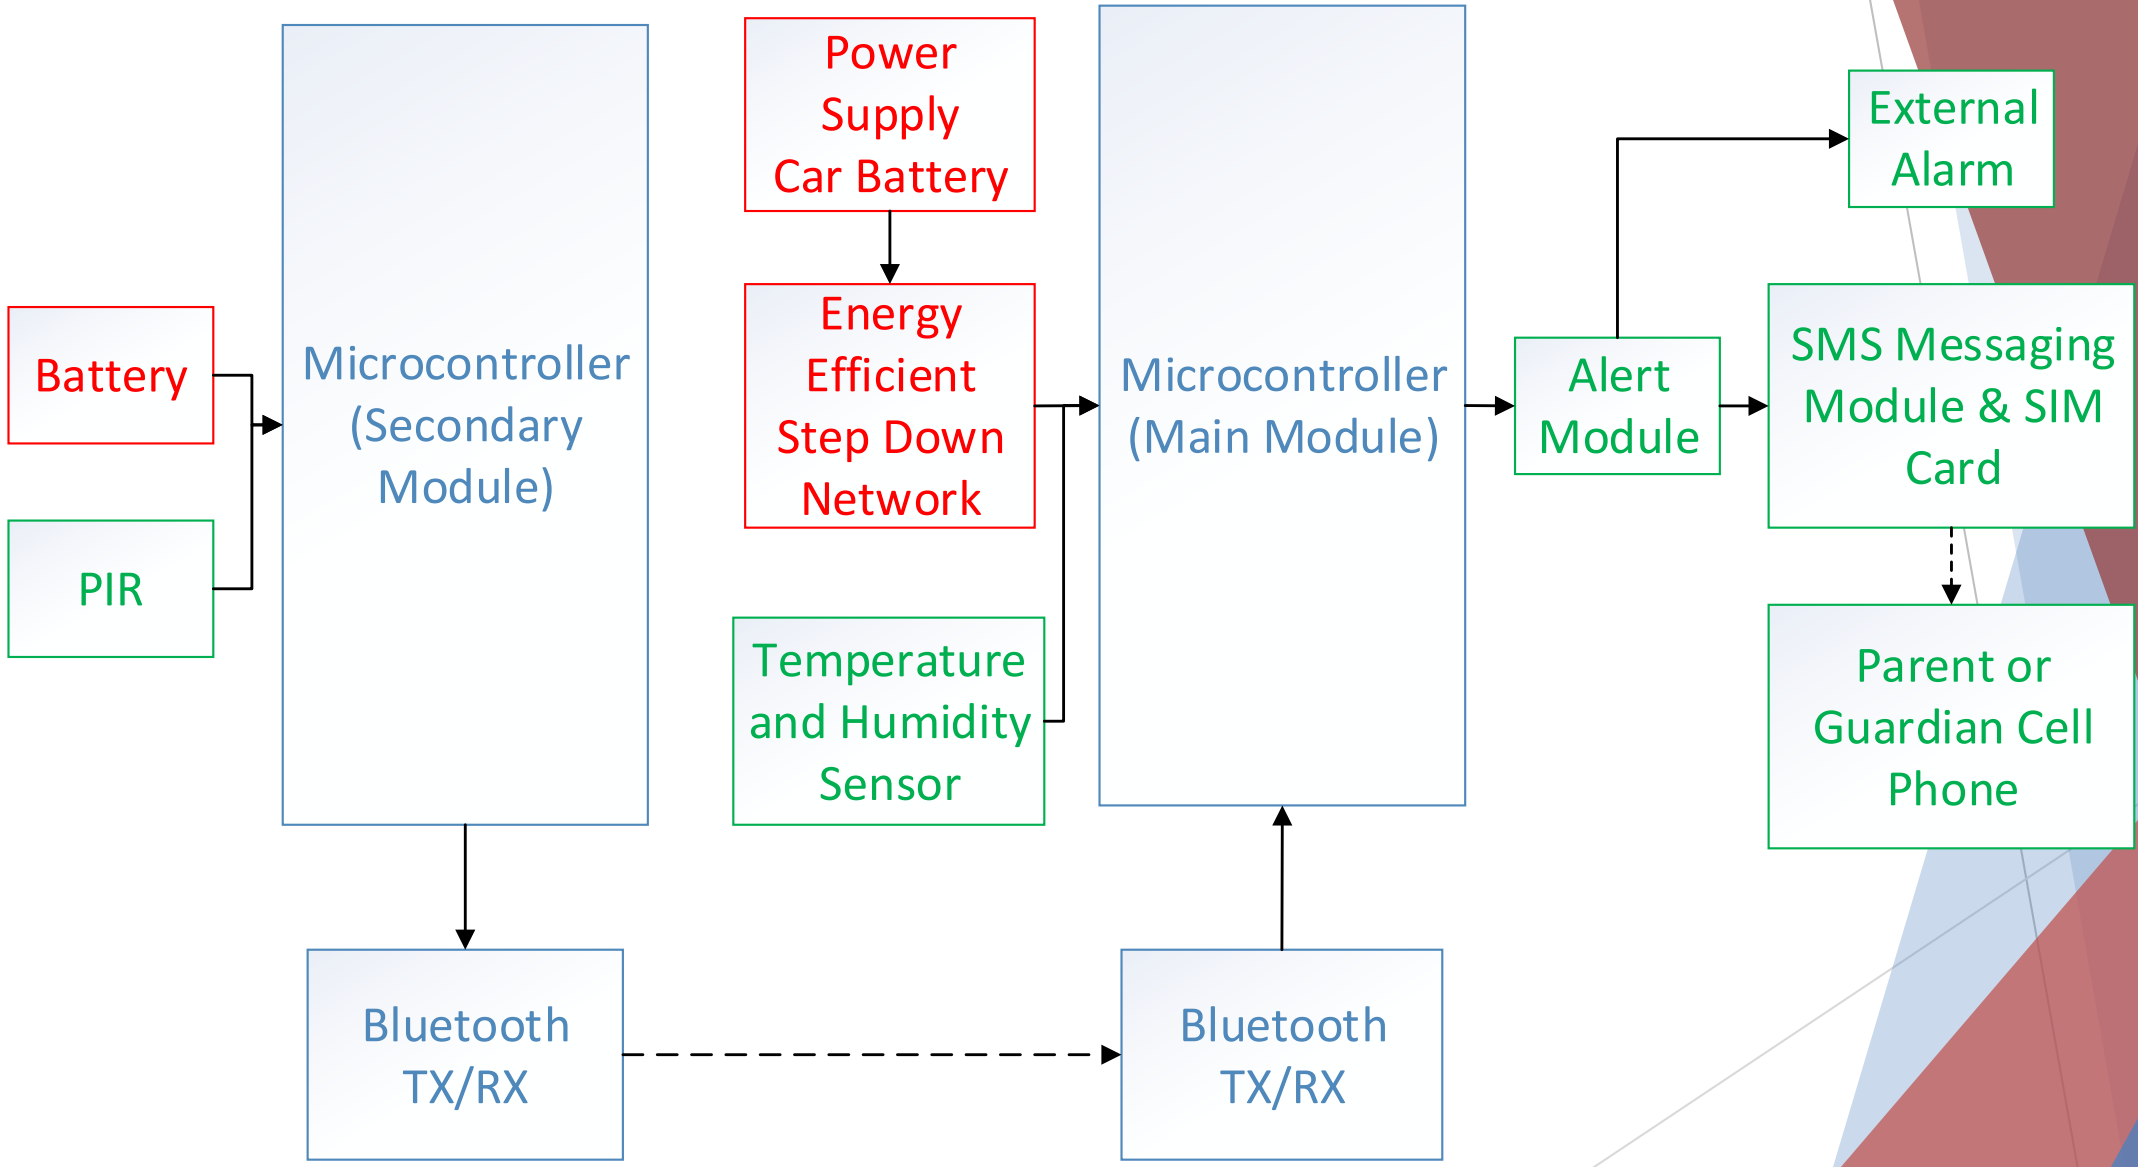 Battery
PIR
Microcontroller
(Secondary
Module)
Bluetooth
TX/RX
Power
Supply
Car Battery
Energy
Efficient
Step Down
Network
Temperature
and Humidity
Sensor
Microcontroller
(Main Module)
Bluetooth
TX/RX
Alert
Module
External
Alarm
SMS Messaging
Module & SIM
Card
Parent or
Guardian Cell
Phone